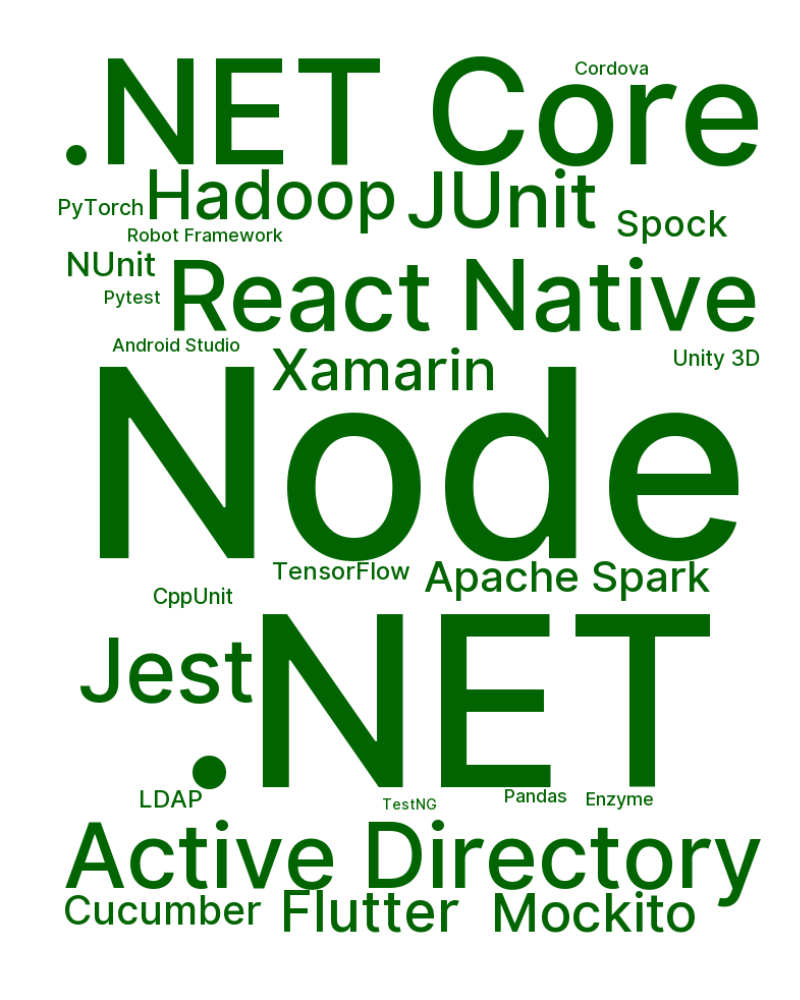 Cordova
.NET Core
PyTorch
Hadoop
JUnit
Spock
Robot Framework
NUnit
React Native
Pytest
Android Studio
Xamarin
Unity 3D
Node
TensorFlow
Apache Spark
CppUnit
Jest
.NET
LDAP
TestNG
Pandas
Enzyme
Active Directory
Cucumber
Flutter
Mockito